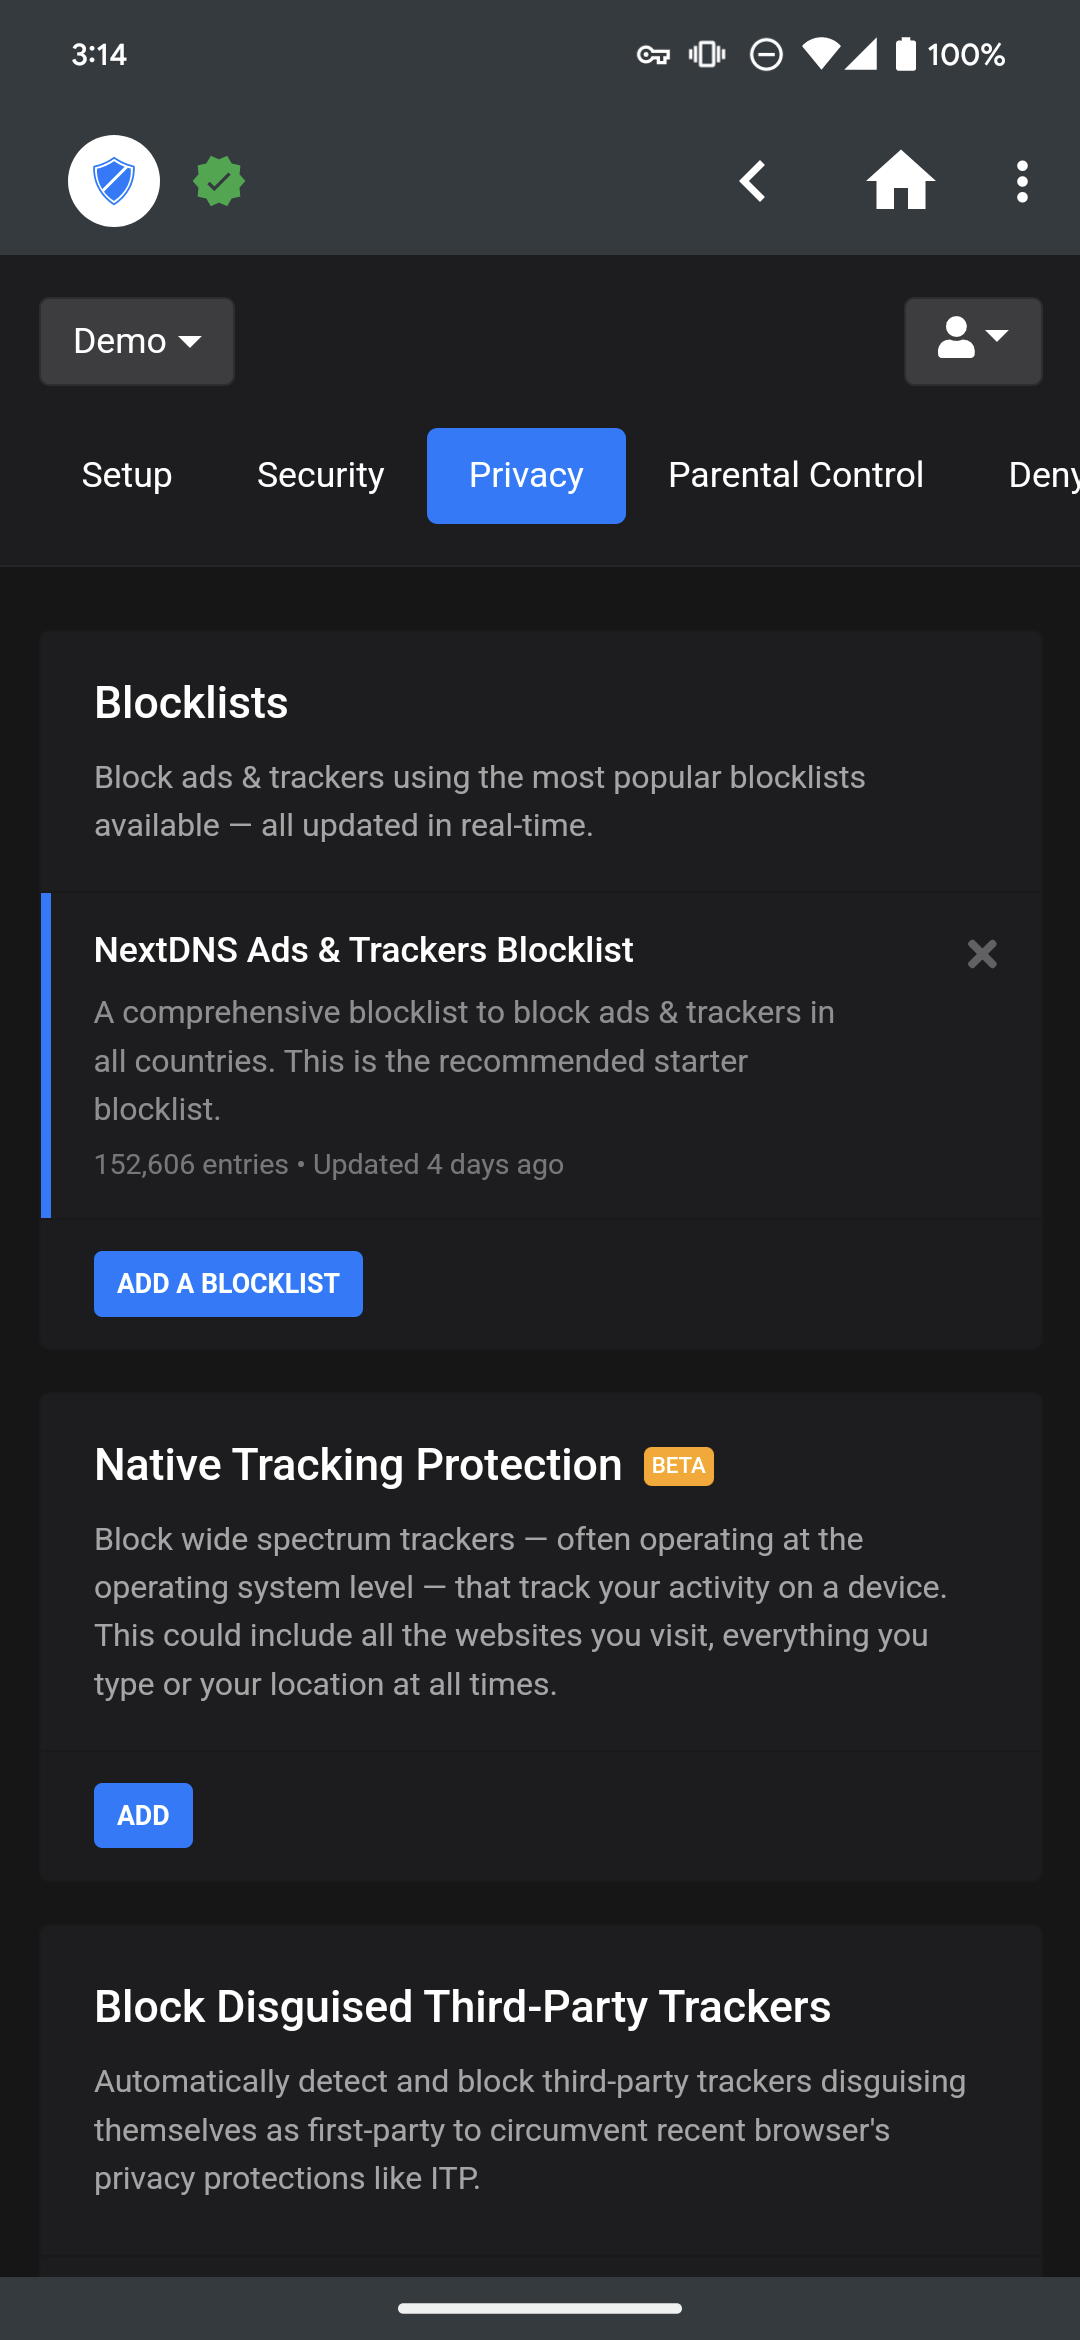 3:14
100%
Demo
Setup Security Privacy Parental Control Deny
Blocklists
Block ads & trackers using the most popular blocklists
available — all updated in real-time.
NextDNS Ads & Trackers Blocklist
A comprehensive blocklist to block ads & trackers in
all countries. This is the recommended starter
blocklist.
152,606 entries • Updated 4 days ago
ADD A BLOCKLIST
Native Tracking Protection BETA
Block wide spectrum trackers — often operating at the
operating system level — that track your activity on a device.
This could include all the websites you visit, everything you
type or your location at all times.
ADD
Block Disguised Third-Party Trackers
Automatically detect and block third-party trackers disguising
themselves as first-party to circumvent recent browser's
privacy protections like ITP.